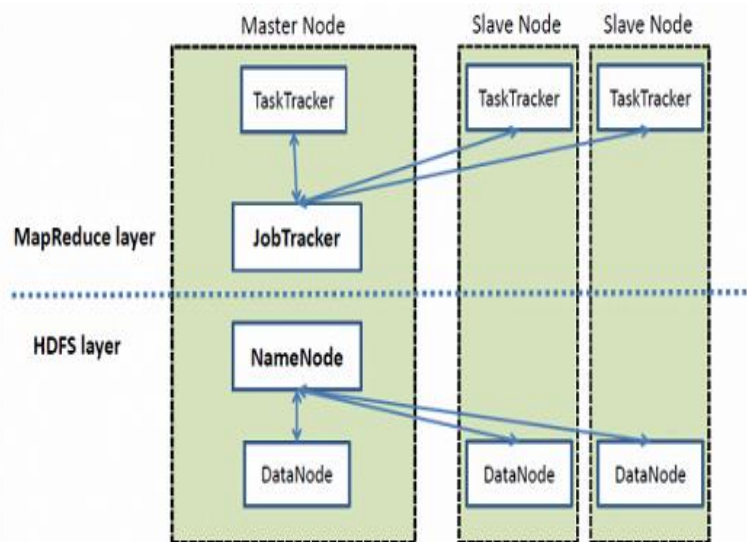 Master Node
Slave Node
Slave Node
TaskTracker
TaskTracker
TaskTracker
MapReduce layer
JobTracker
HDFS layer
NameNode
DataNode
DataNode
DataNode